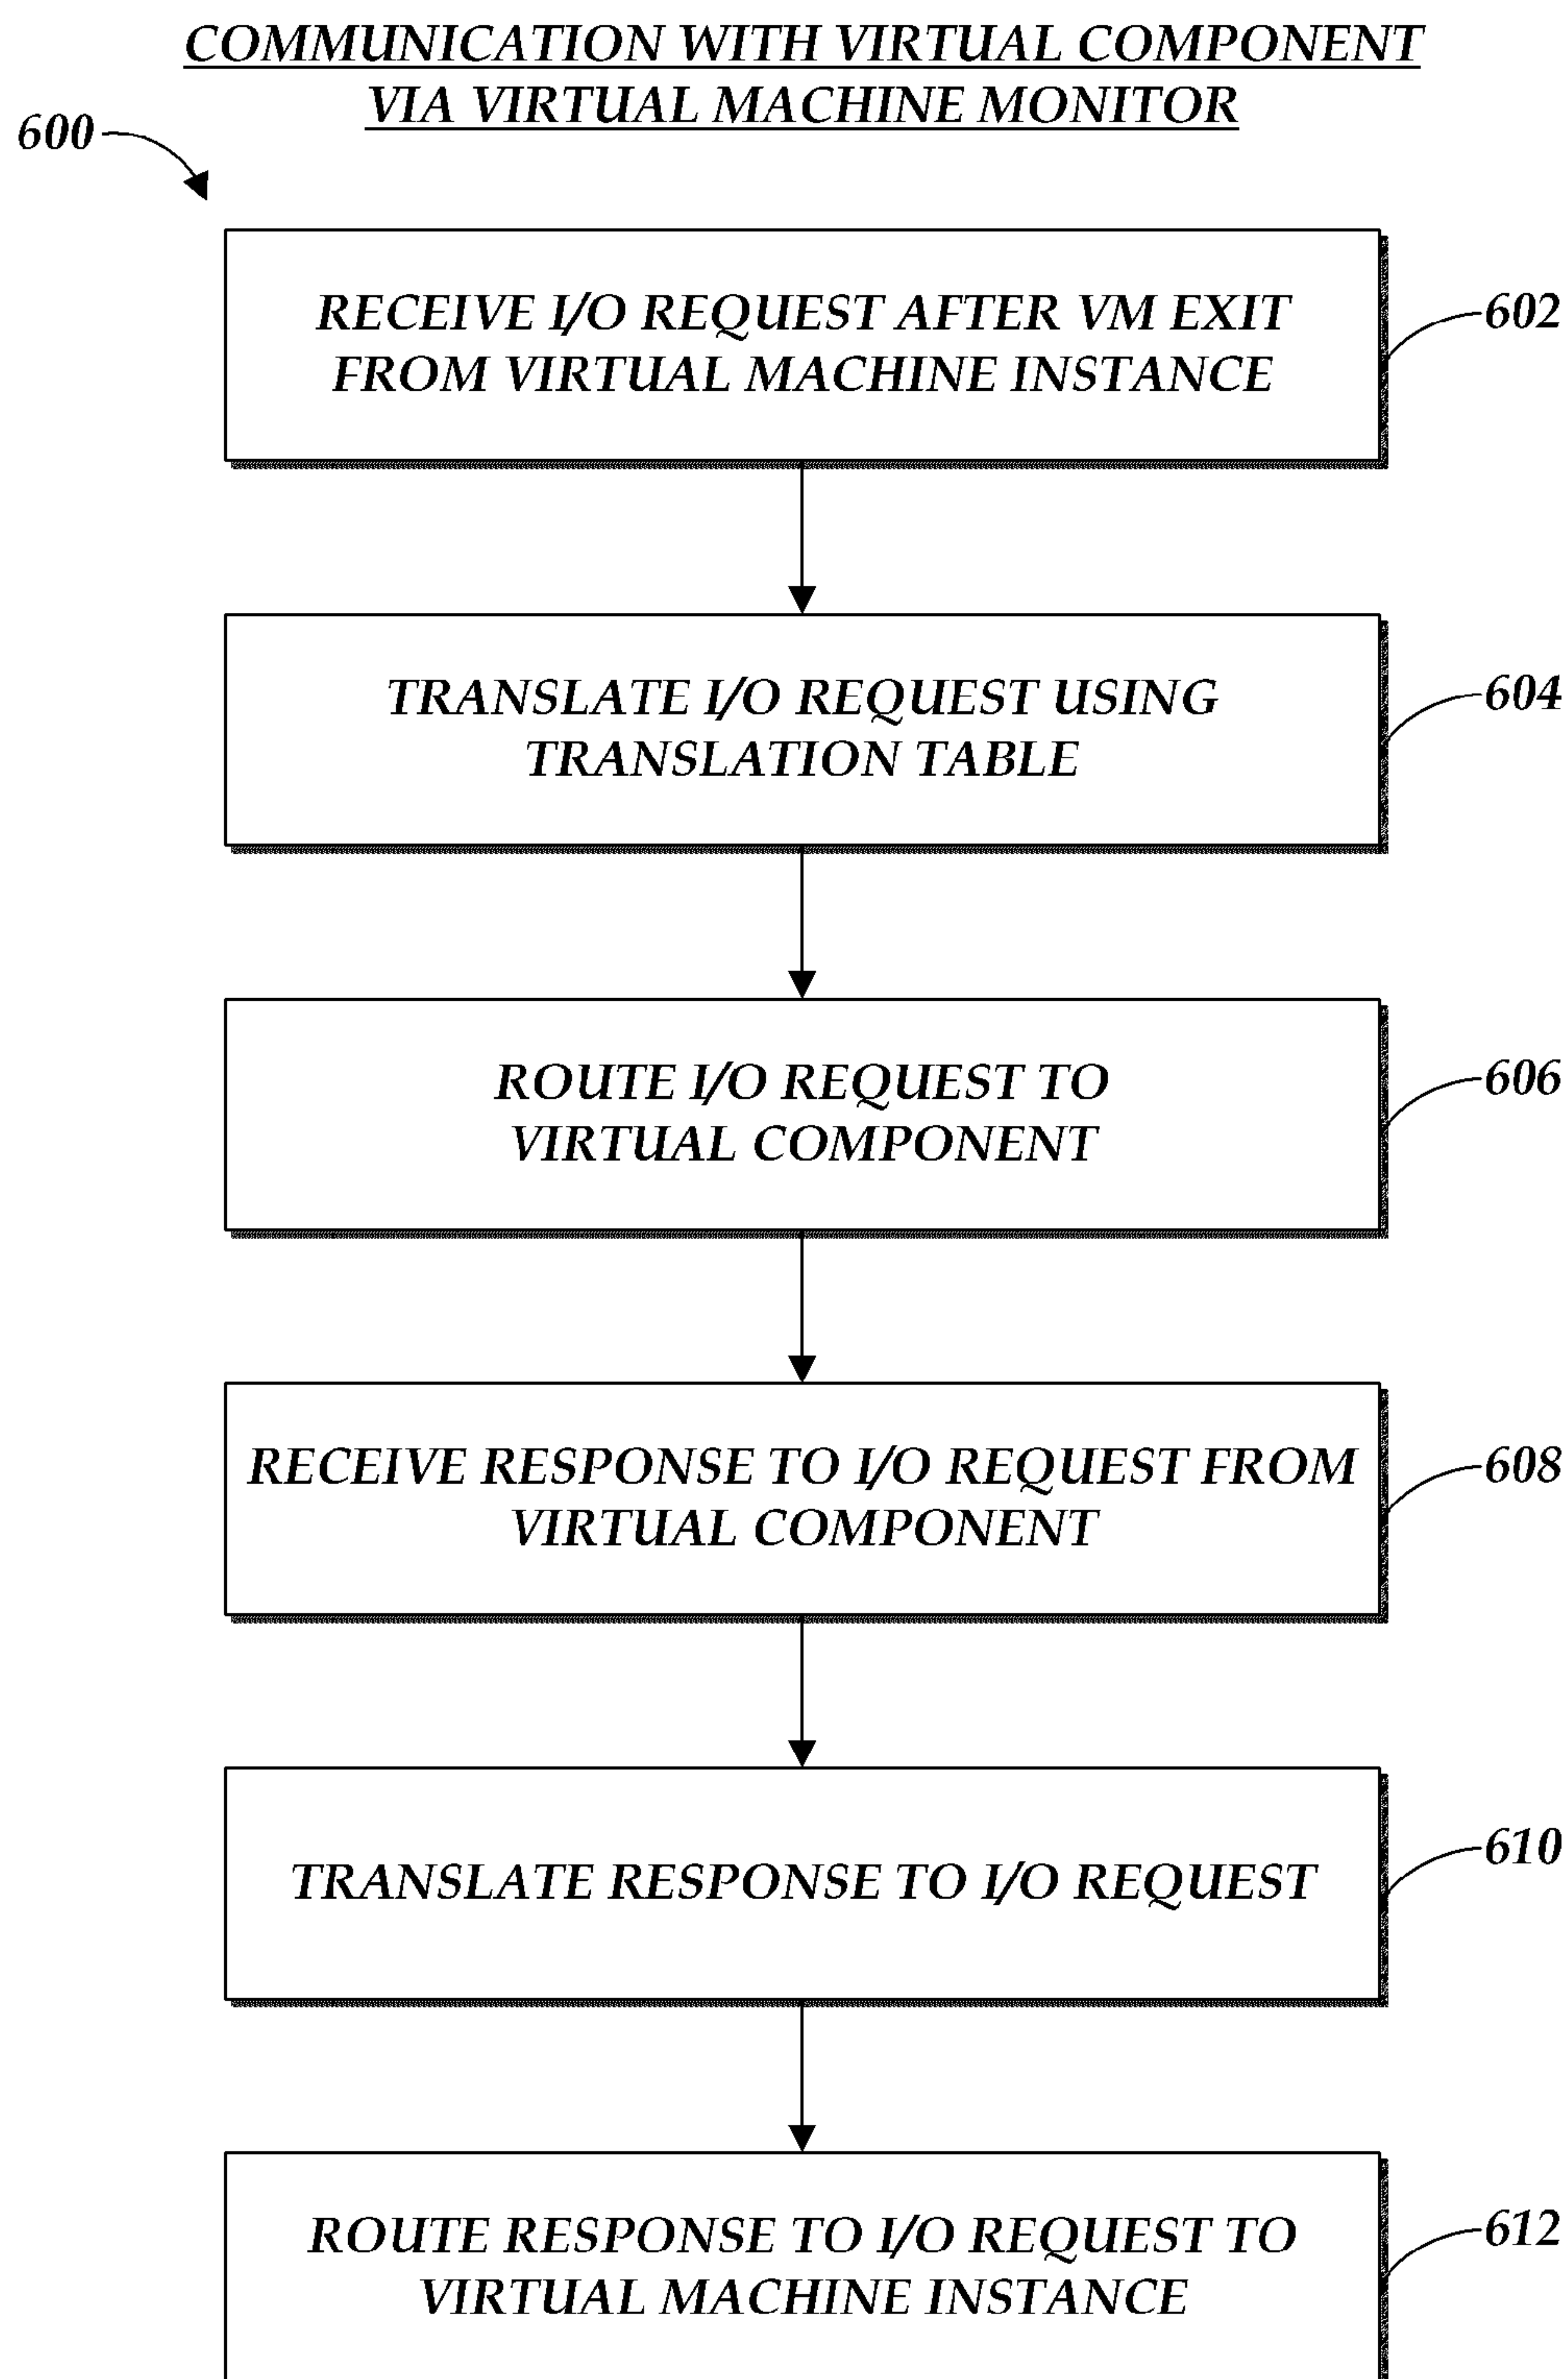 COMMUNICATION WITH VIRTUAL COMPONENT
VIA VIRTUAL MACHINE MONITOR
600
RECEIVE I/O REQUEST AFTER VM EXIT
FROM VIRTUAL MACHINE INSTANCE
602
TRANSLATE I/O REQUEST USING
TRANSLATION TABLE
604
ROUTE I/O REQUEST TO
VIRTUAL COMPONENT
606
RECEIVE RESPONSE TO I/O REQUEST FROM
VIRTUAL COMPONENT
608
TRANSLATE RESPONSE TO I/O REQUEST
610
ROUTE RESPONSE TO I/O REQUEST TO
VIRTUAL MACHINE INSTANCE
612